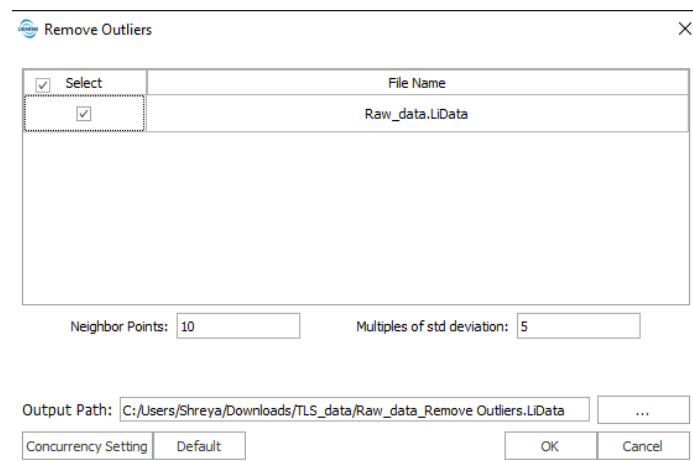 Remove Outliers
Select File Name
Raw_data.LiData
Neighbor Points: 10 Multiples of std deviation: 5
Output Path: C:/Users/Shreya/Downloads/TLS_data/Raw_data_Remove Outliers.LiData ...
Concurrency Setting Default OK Cancel